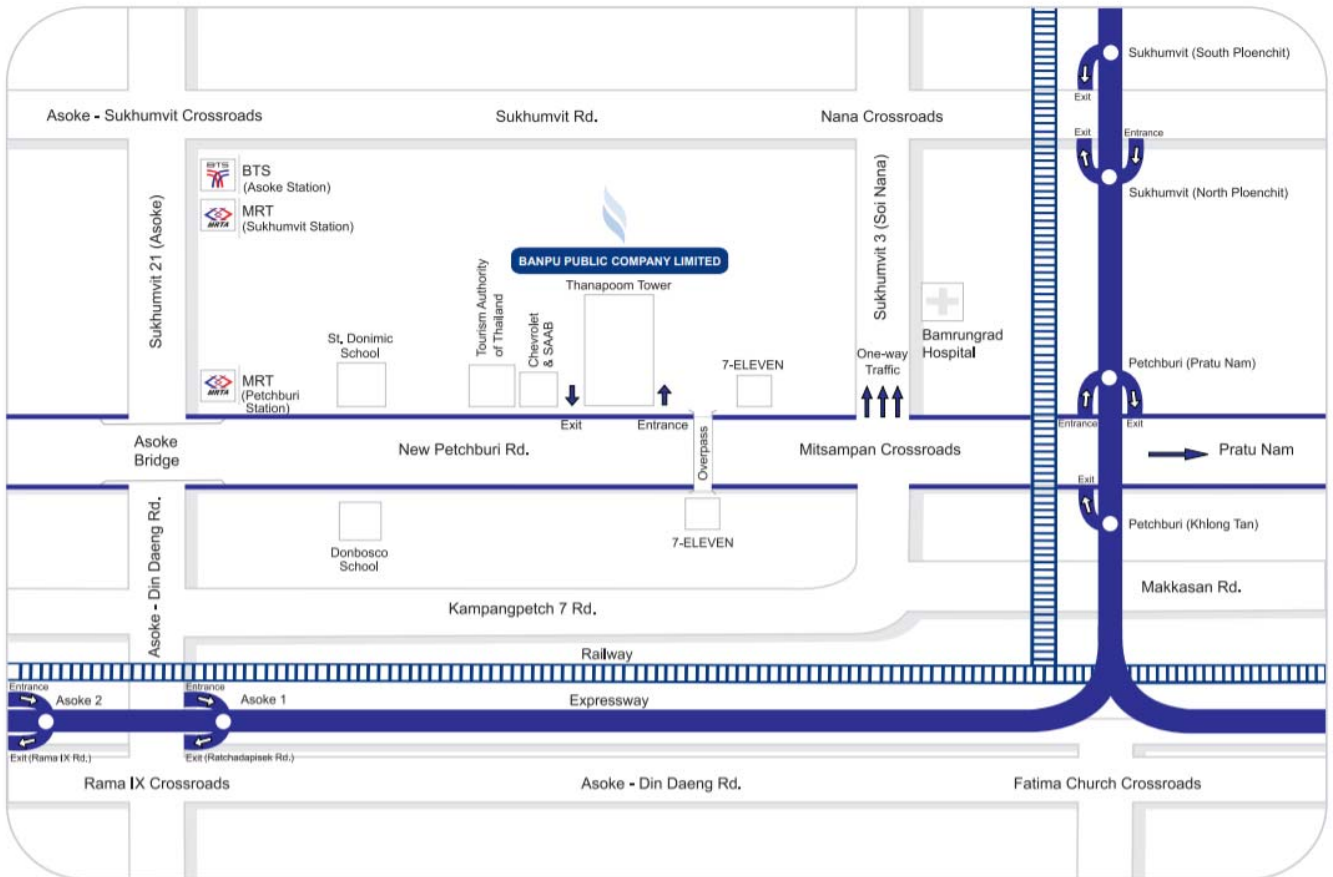 Sukhumvit (South Ploenchit)
Exit
Asoke - Sukhumvit Crossroads
Sukhumvit Rd.
Nana Crossroads
Exit
Entrance
BTS
BTS
(Asoke Station)
MRTA
MRT
(Sukhumvit Station)
Sukhumvit 21 (Asoke)
Sukhumvit 3 (Soi Nana)
Sukhumvit (North Ploenchit)
BANPU PUBLIC COMPANY LIMITED
Thanapoom Tower
Tourism Authority
of Thailand
Chevrolet
& SAAB
St. Donimic
School
7-ELEVEN
One-way
Traffic
Bamrungrad
Hospital
Petchburi (Pratu Nam)
MRTA
MRT
(Petchburi
Station)
Exit
Entrance
Entrance
Exit
Asoke
Bridge
New Petchburi Rd.
Overpass
Mitsampan Crossroads
Pratu Nam
Exit
Petchburi (Khlong Tan)
Donbosco
School
7-ELEVEN
Asoke - Din Daeng Rd.
Kampangpetch 7 Rd.
Makkasan Rd.
Railway
Entrance
Asoke 2
Entrance
Asoke 1
Expressway
Exit (Rama IX Rd.)
Exit (Ratchadapisek Rd.)
Rama IX Crossroads
Asoke - Din Daeng Rd.
Fatima Church Crossroads